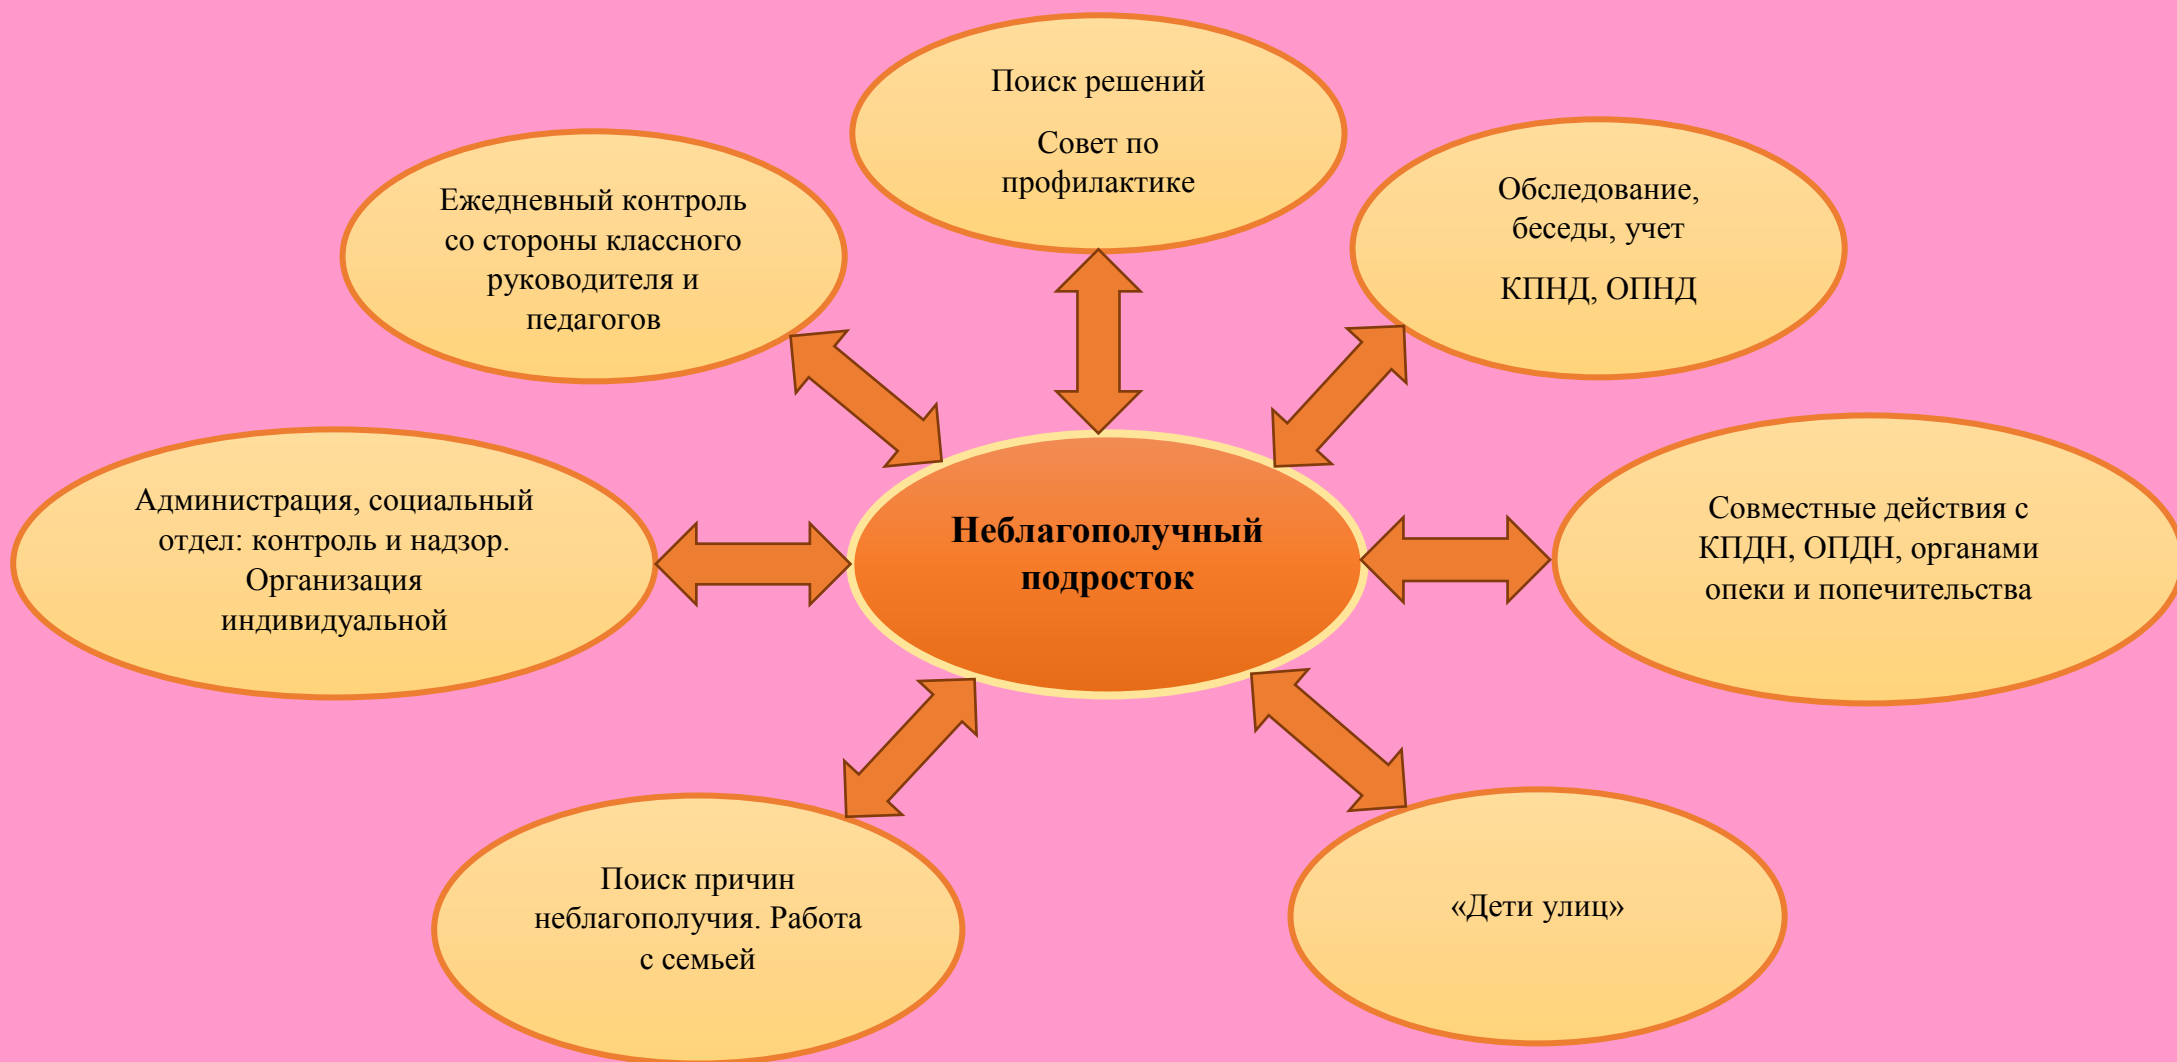 Поиск решений
Совет по
профилактике
Ежедневный контроль
со стороны классного
руководителя и
педагогов
Обследование,
беседы, учет
КПНД, ОПНД
Администрация, социальный
отдел: контроль и надзор.
Организация
индивидуальной
Неблагополучный
подросток
Совместные действия с
КПДН, ОПДН, органами
опеки и попечительства
Поиск причин
неблагополучия. Работа
с семьей
«Дети улиц»